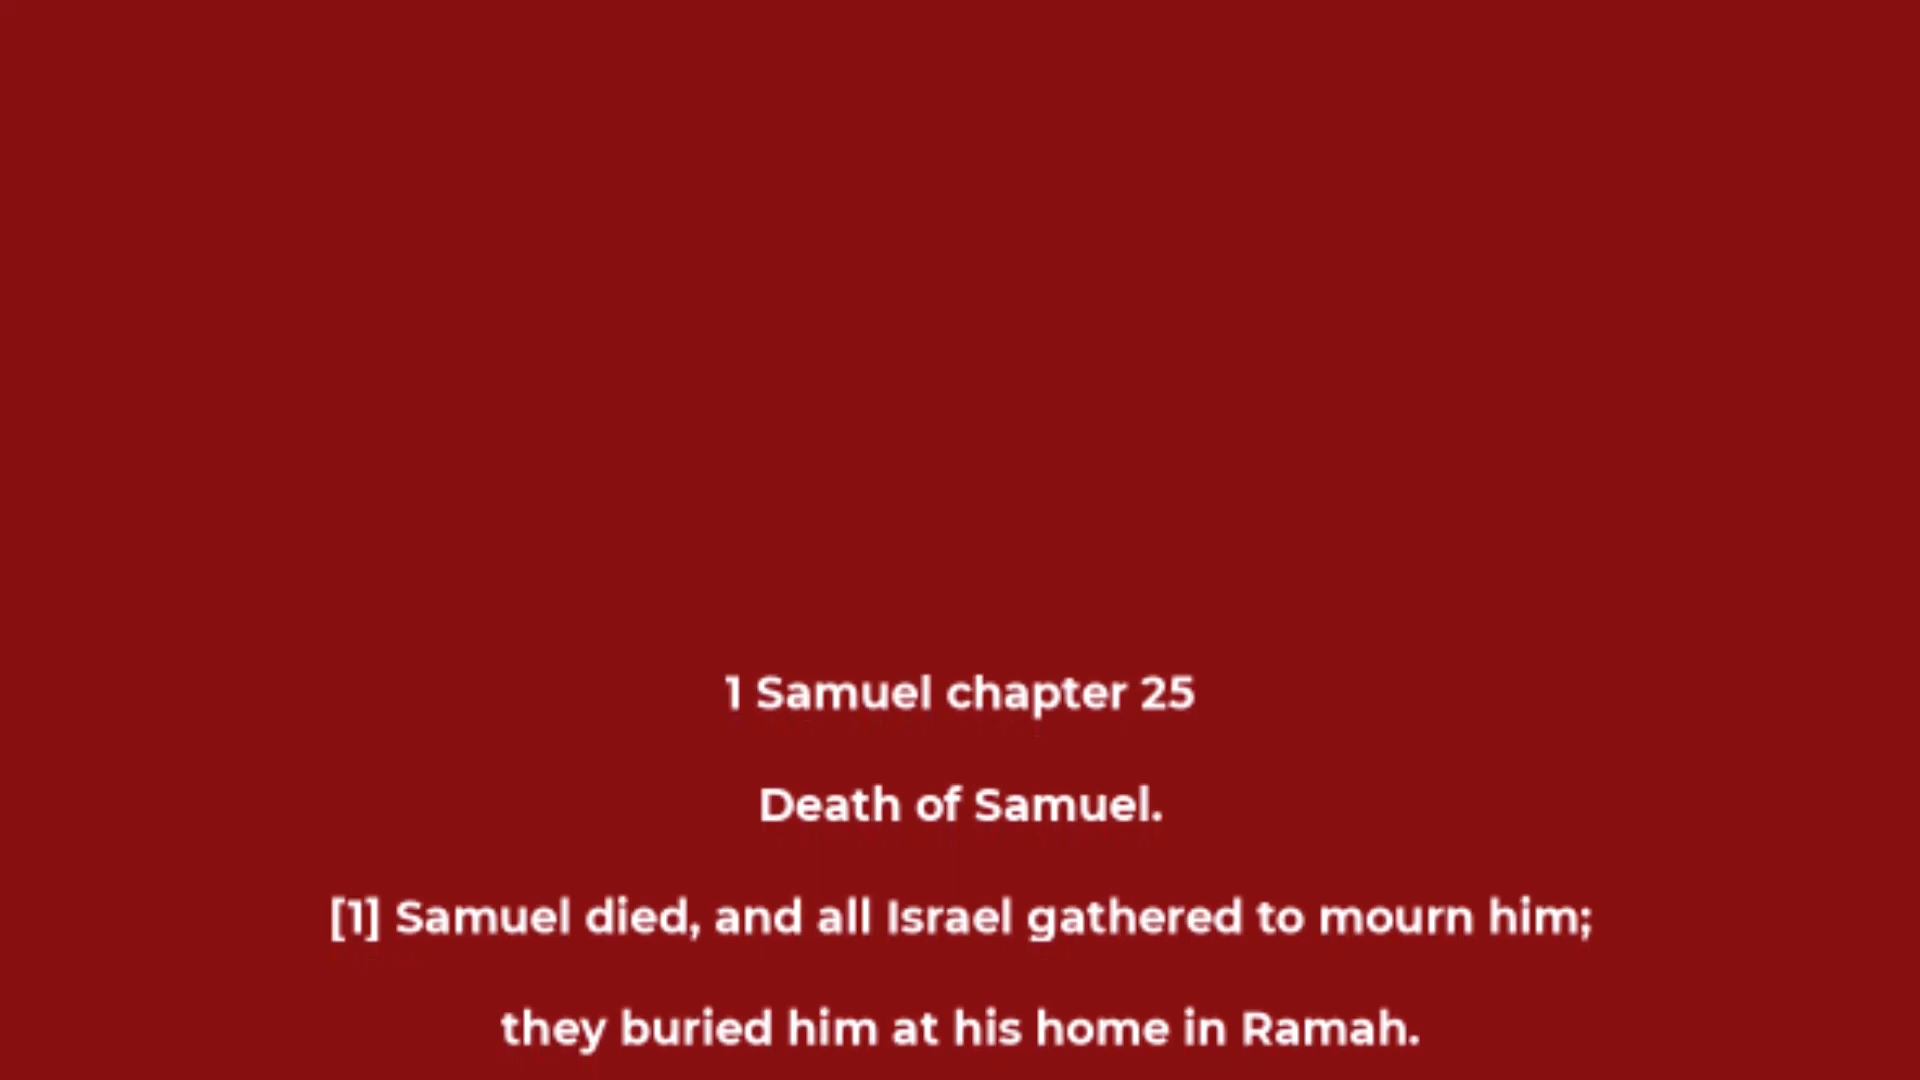 1 Samuel chapter 25
Death of Samuel.
[1] Samuel died, and all Israel gathered to mourn him;
they buried him at his home in Ramah.